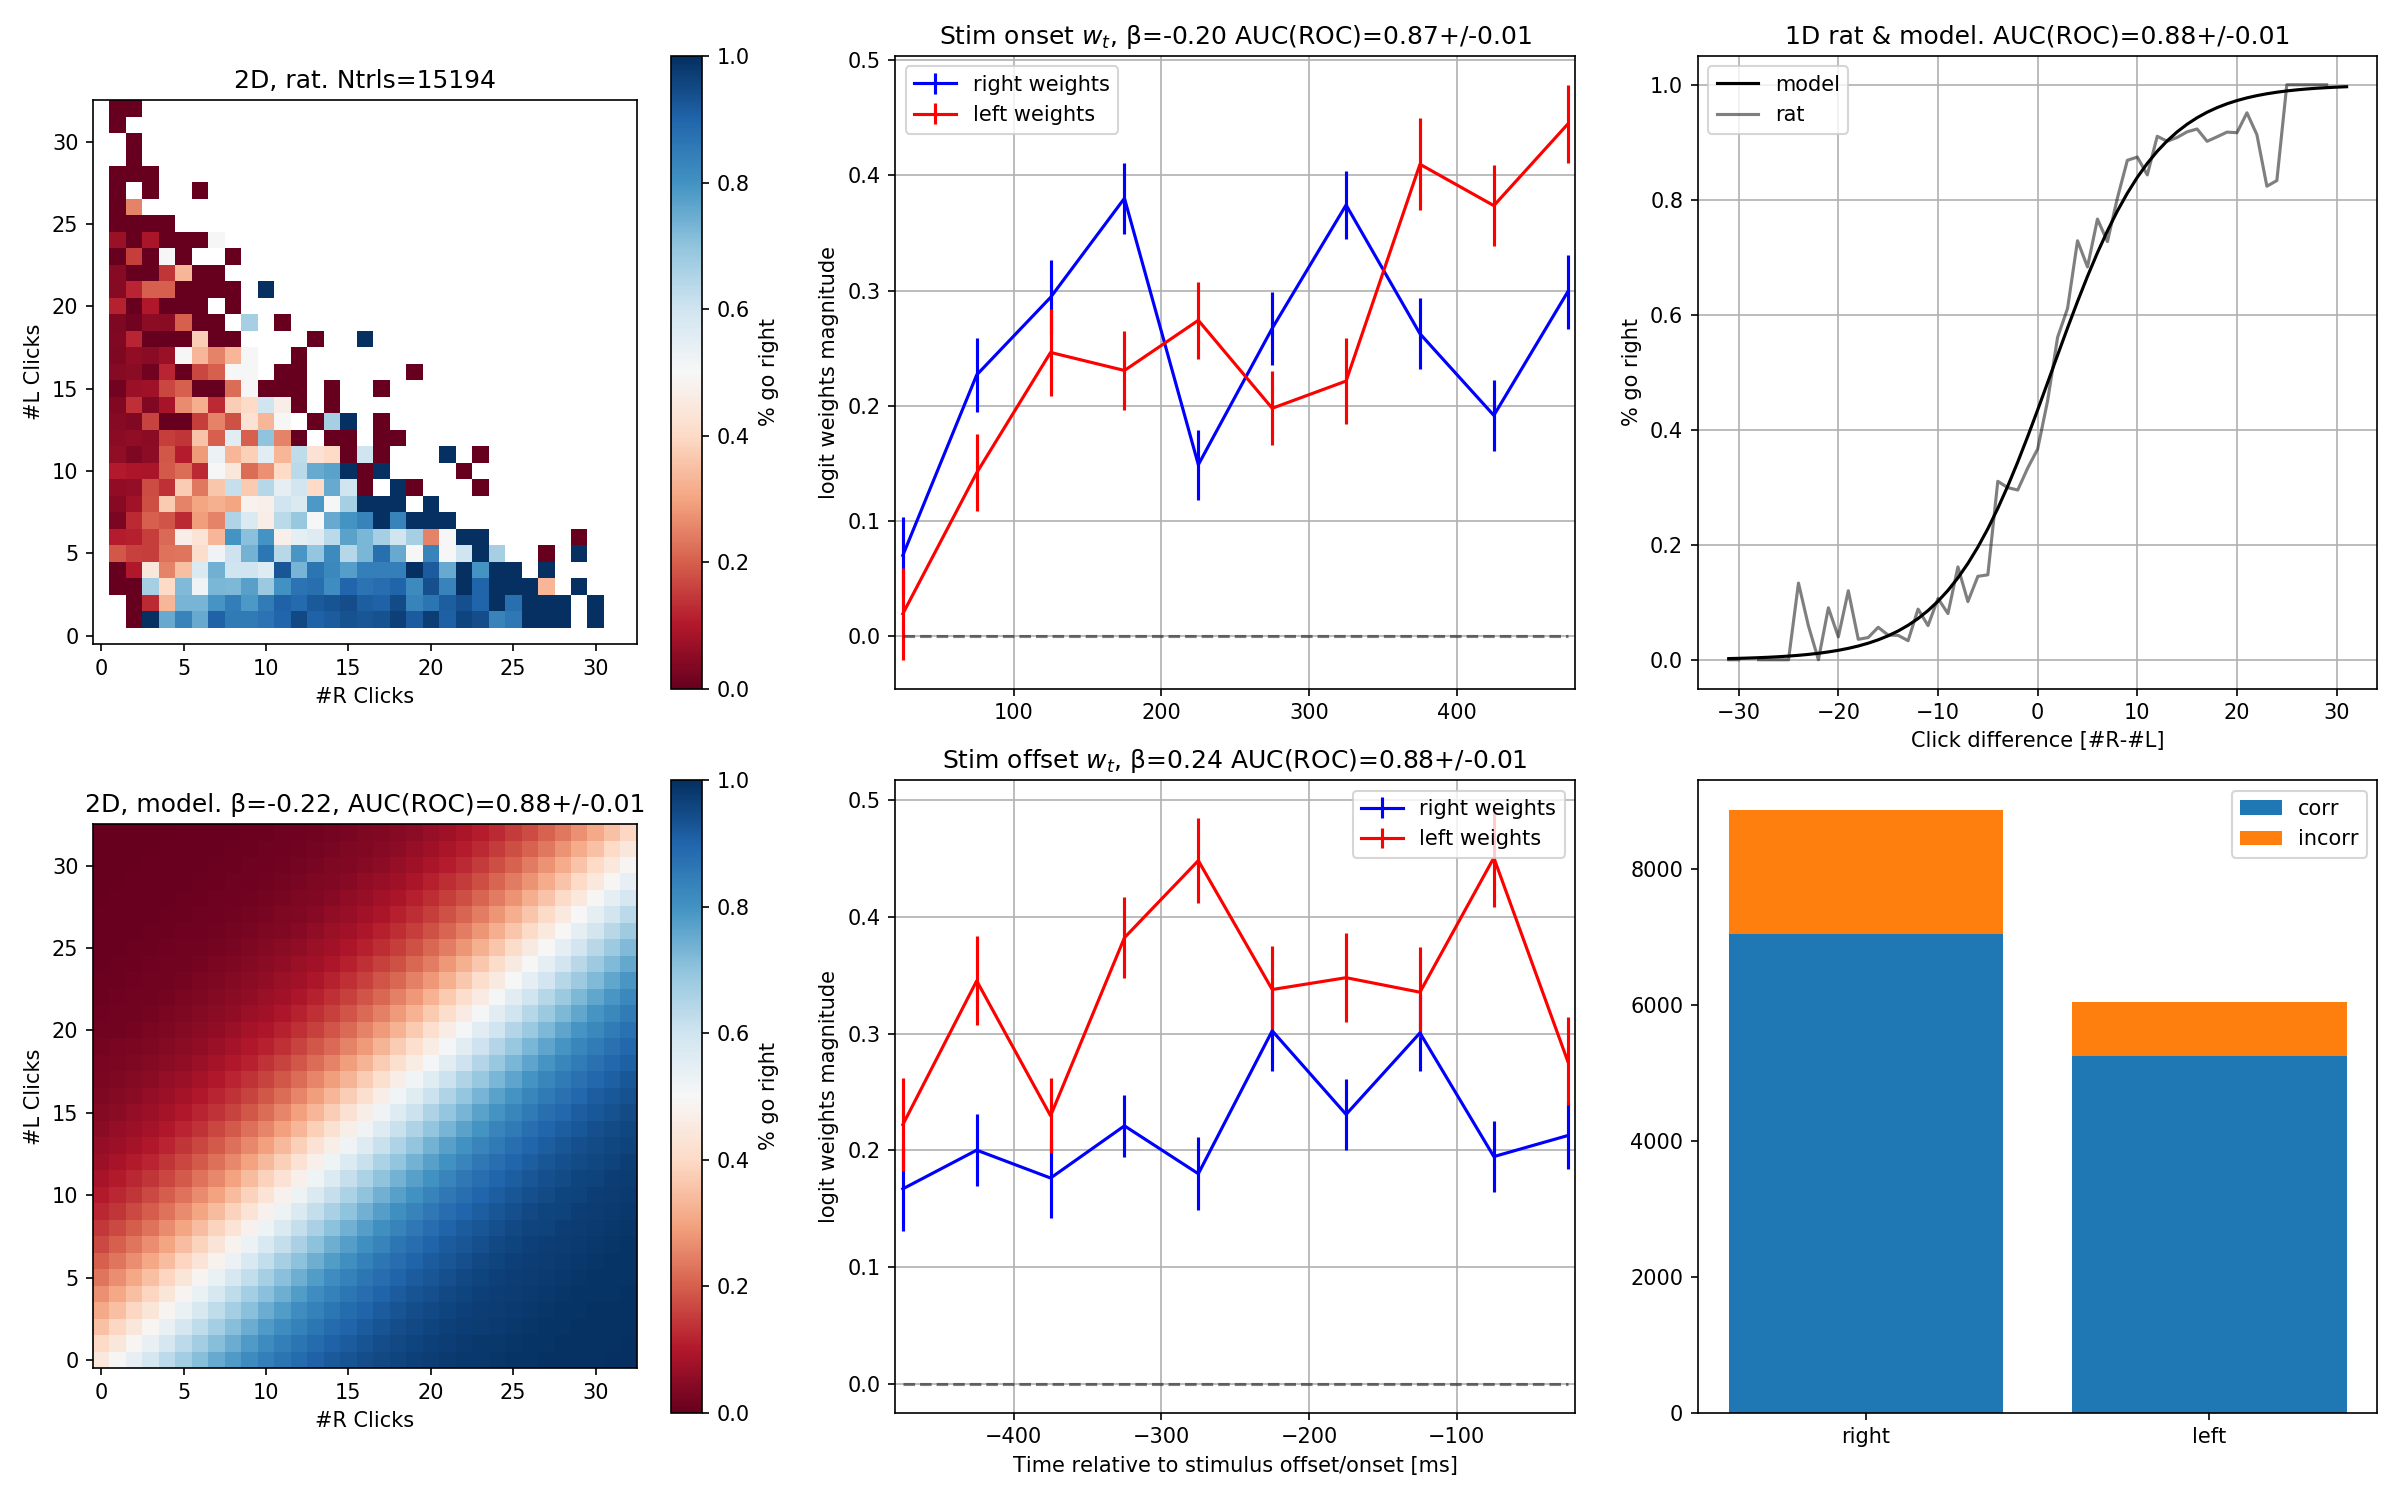 2D, rat. Ntrls=15194
30
25
20
15
10
5
0
#L Clicks
0 5 10 15 20 25 30
#R Clicks
1.0
0.8
0.6
0.4
0.2
0.0
% go right
Stim onset wt, β=-0.20 AUC(ROC)=0.87+/-0.01
right weights
left weights
0.5
0.4
0.3
0.2
0.1
0.0
logit weights magnitude
100 200 300 400
1D rat & model. AUC(ROC)=0.88+/-0.01
model
rat
1.0
0.8
0.6
0.4
0.2
0.0
% go right
−30 −20 −10 0 10 20 30
Click difference [#R-#L]
2D, model. β=-0.22, AUC(ROC)=0.88+/-0.01
30
25
20
15
10
5
0
#L Clicks
0 5 10 15 20 25 30
#R Clicks
1.0
0.8
0.6
0.4
0.2
0.0
% go right
Stim offset wt, β=0.24 AUC(ROC)=0.88+/-0.01
right weights
left weights
0.5
0.4
0.3
0.2
0.1
0.0
logit weights magnitude
−400 −300 −200 −100
Time relative to stimulus offset/onset [ms]
corr
incorr
8000
6000
4000
2000
0
right left